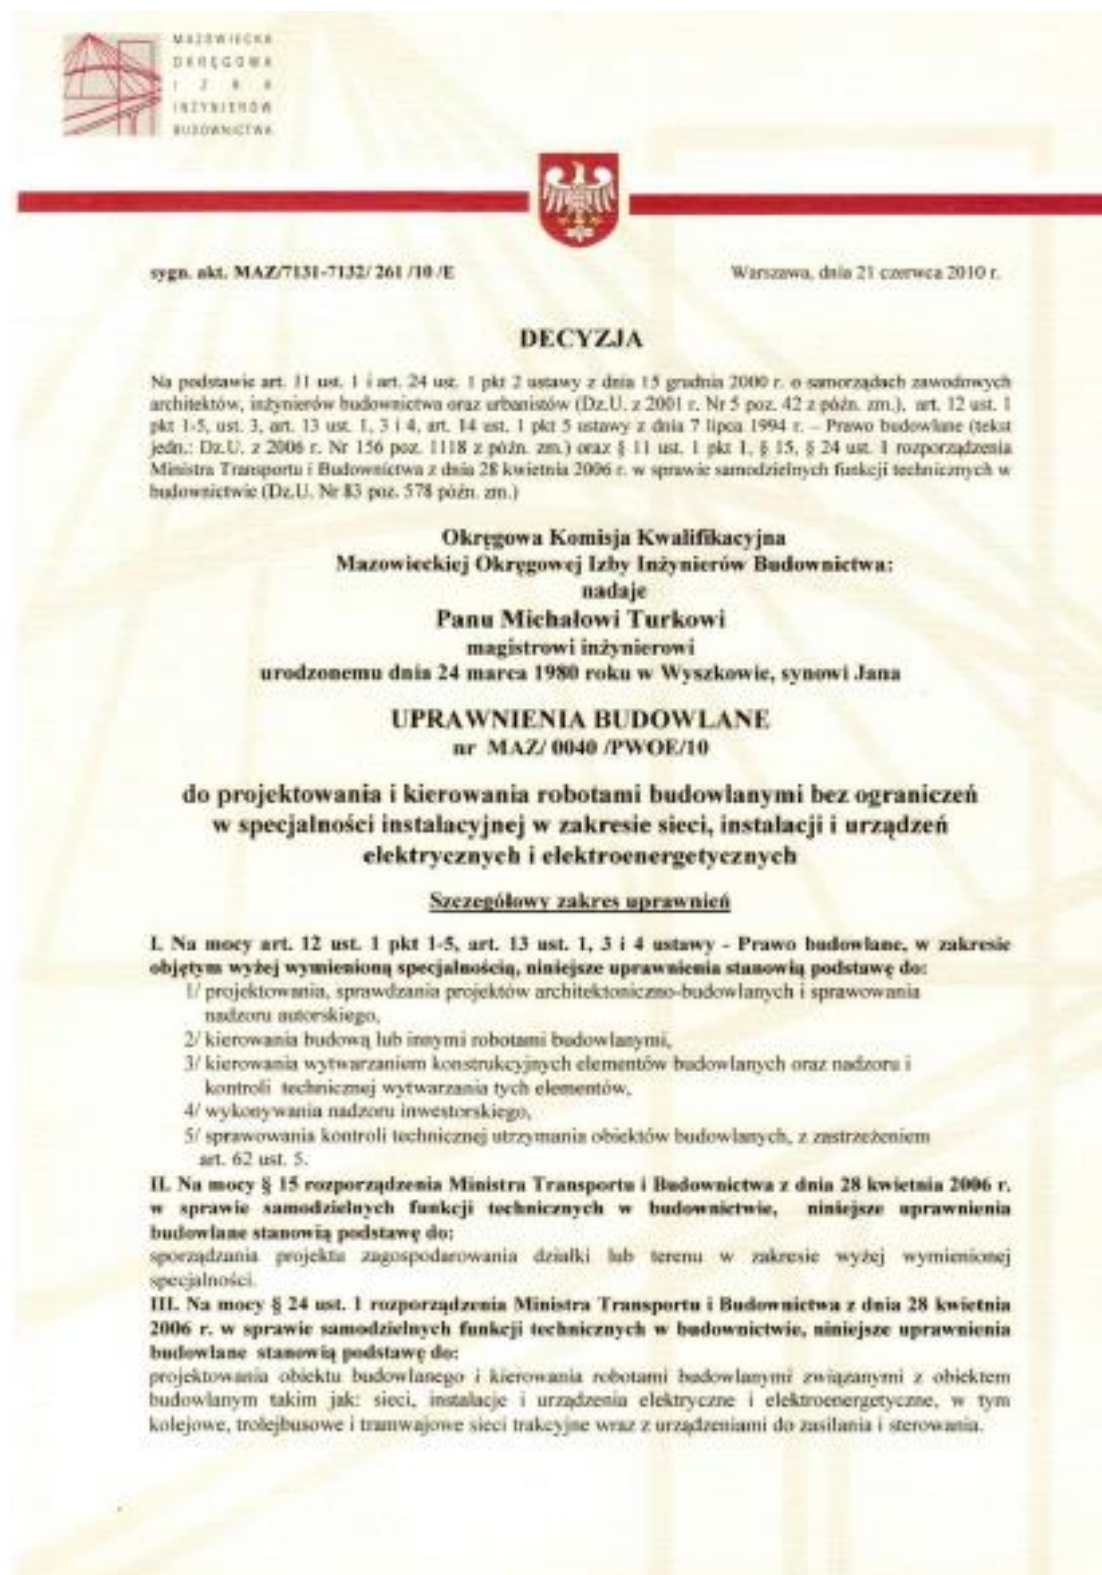 MAZOWIECKA
OKRĘGOWA
IZBA
INŻYNIERÓW
BUDOWNICTWA
sygn. akt. MAZ/7131-7132/ 261 /10 /E
Warszawa, dnia 21 czerwca 2010 r.
DECYZJA
Na podstawie art. 11 ust. 1 i art. 24 ust. 1 pkt 2 ustawy z dnia 15 grudnia 2000 r. o samorządach zawodowych
architektów, inżynierów budownictwa oraz urbanistów (Dz.U. z 2001 r. Nr 5 poz. 42 z późn. zm.), art. 12 ust. 1
pkt 1-5, ust. 3, art. 13 ust. 1, 3 i 4, art. 14 ust. 1 pkt 5 ustawy z dnia 7 lipca 1994 r. – Prawo budowlane (tekst
jedn.: Dz.U. z 2006 r. Nr 156 poz. 1118 z późn. zm.) oraz § 11 ust. 1 pkt 1, § 15, § 24 ust. 1 rozporządzenia
Ministra Transportu i Budownictwa z dnia 28 kwietnia 2006 r. w sprawie samodzielnych funkcji technicznych w
budownictwie (Dz.U. Nr 83 poz. 578 późn. zm.)
Okręgowa Komisja Kwalifikacyjna
Mazowieckiej Okręgowej Izby Inżynierów Budownictwa:
nadaje
Panu Michałowi Turkowi
magistrowi inżynierowi
urodzonemu dnia 24 marca 1980 roku w Wyszkowie, synowi Jana
UPRAWNIENIA BUDOWLANE
nr MAZ/ 0040 /PWOE/10
do projektowania i kierowania robotami budowlanymi bez ograniczeń
w specjalności instalacyjnej w zakresie sieci, instalacji i urządzeń
elektrycznych i elektroenergetycznych
Szczegółowy zakres uprawnień
I. Na mocy art. 12 ust. 1 pkt 1-5, art. 13 ust. 1, 3 i 4 ustawy - Prawo budowlane, w zakresie
objętym wyżej wymienioną specjalnością, niniejsze uprawnienia stanowią podstawę do:
1/ projektowania, sprawdzania projektów architektoniczno-budowlanych i sprawowania
nadzoru autorskiego,
2/ kierowania budową lub innymi robotami budowlanymi,
3/ kierowania wytwarzaniem konstrukcyjnych elementów budowlanych oraz nadzoru i
kontroli technicznej wytwarzania tych elementów,
4/ wykonywania nadzoru inwestorskiego,
5/ sprawowania kontroli technicznej utrzymania obiektów budowlanych, z zastrzeżeniem
art. 62 ust. 5.
II. Na mocy § 15 rozporządzenia Ministra Transportu i Budownictwa z dnia 28 kwietnia 2006 r.
w sprawie samodzielnych funkcji technicznych w budownictwie, niniejsze uprawnienia
budowlane stanowią podstawę do:
sporządzania projektu zagospodarowania działki lub terenu w zakresie wyżej wymienionej
specjalności.
III. Na mocy § 24 ust. 1 rozporządzenia Ministra Transportu i Budownictwa z dnia 28 kwietnia
2006 r. w sprawie samodzielnych funkcji technicznych w budownictwie, niniejsze uprawnienia
budowlane stanowią podstawę do:
projektowania obiektu budowlanego i kierowania robotami budowlanymi związanymi z obiektem
budowlanym takim jak: sieci, instalacje i urządzenia elektryczne i elektroenergetyczne, w tym
kolejowe, trolejbusowe i tramwajowe sieci trakcyjne wraz z urządzeniami do zasilania i sterowania.